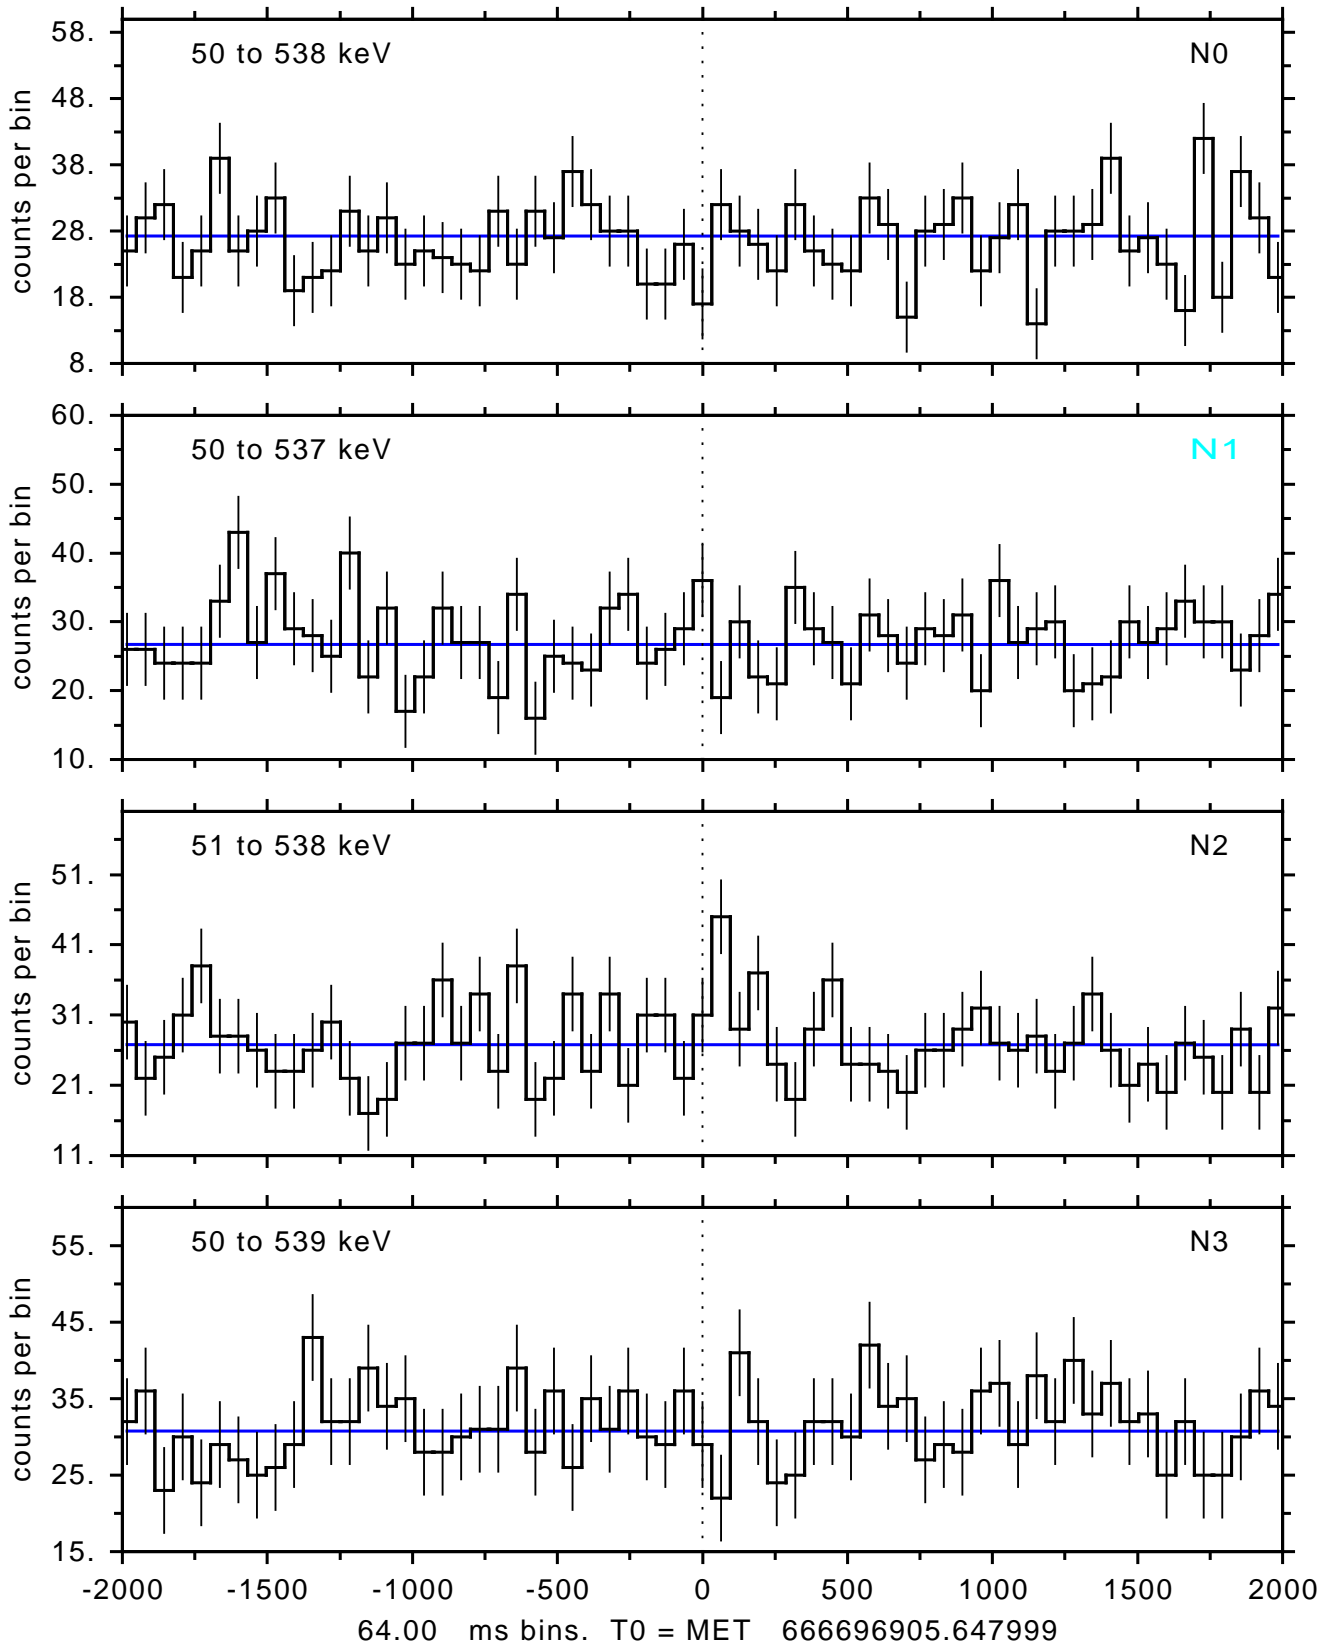 58.
50 to 538 keV N0
48.
38.
28.
18.
8.
counts per bin
60.
50 to 537 keV N1
50.
40.
30.
20.
10.
counts per bin
51 to 538 keV N2
51.
41.
31.
21.
11.
counts per bin
50 to 539 keV N3
55.
45.
35.
25.
15.
counts per bin
-2000 -1500 -1000 -500 0 500 1000 1500 2000
64.00 ms bins. T0 = MET 666696905.647999